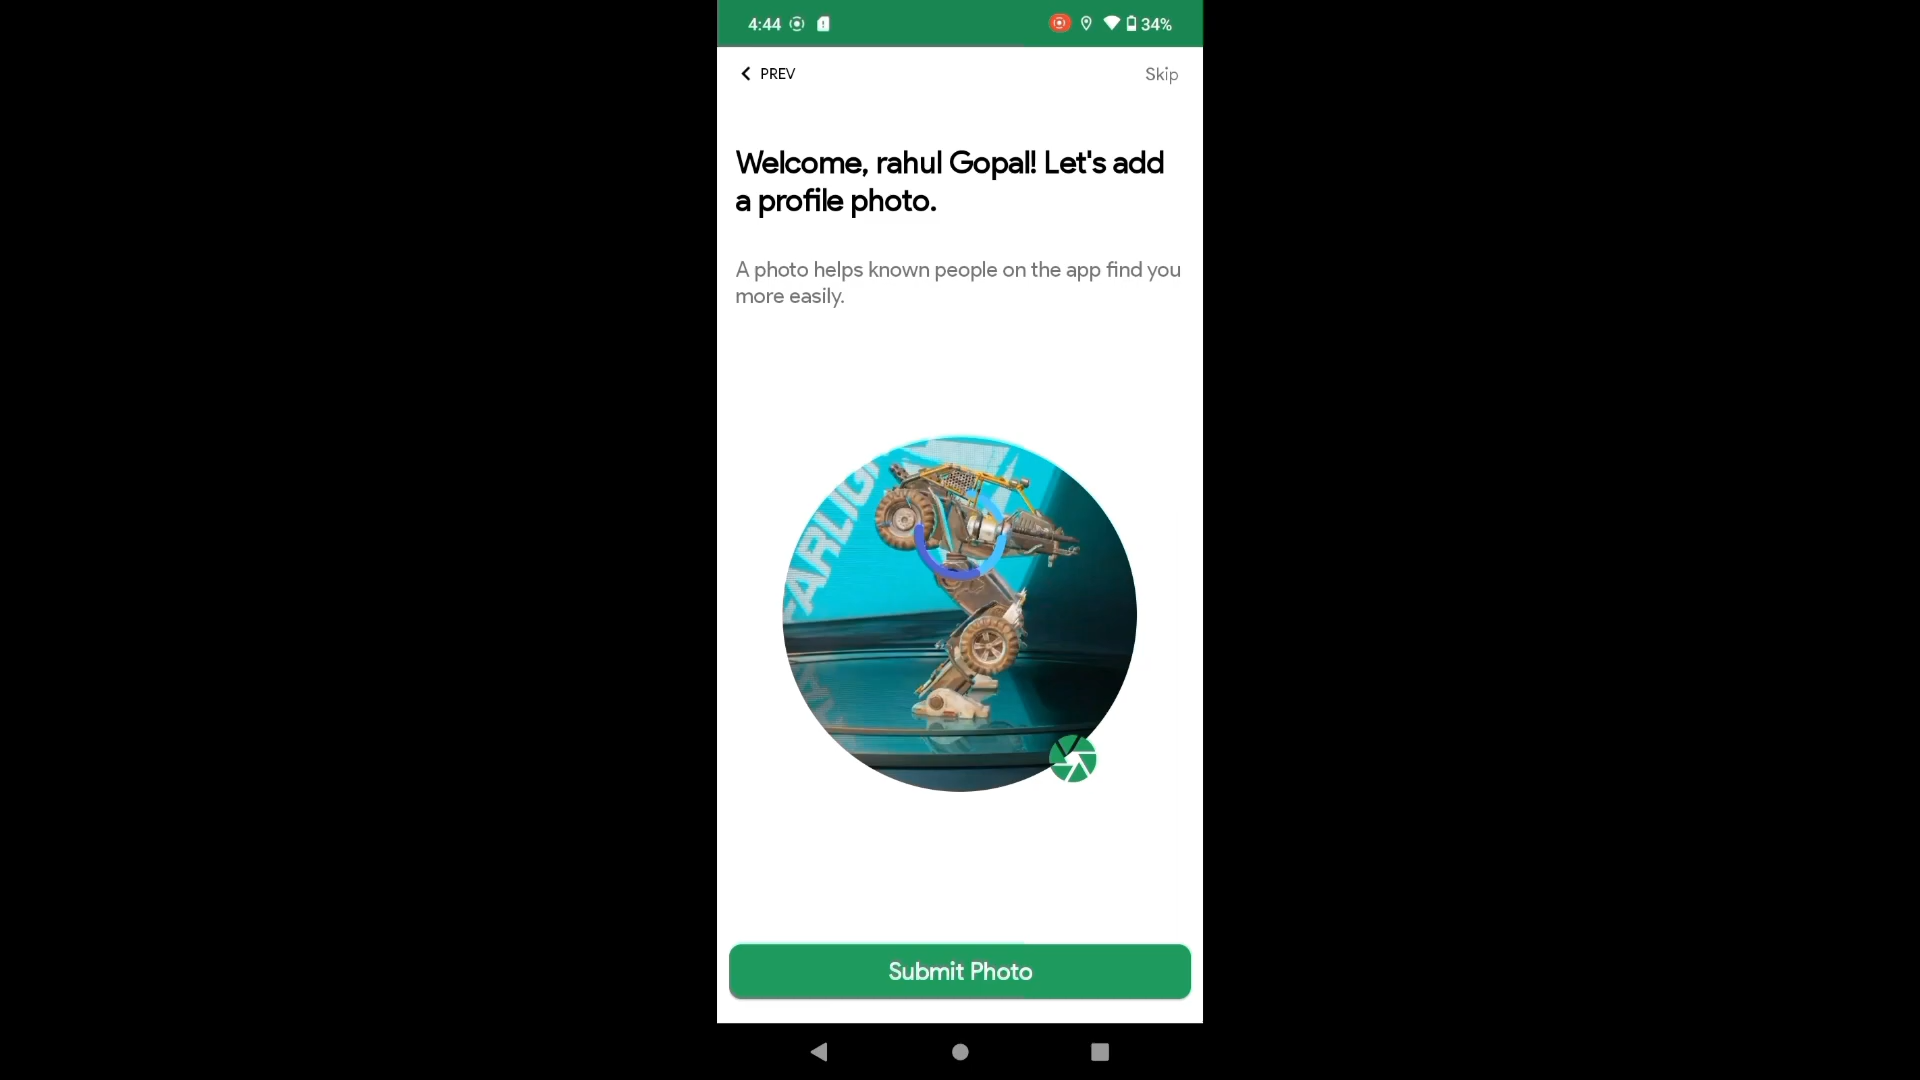 4:44
34%
PREV
Skip
Welcome, rahul Gopal! Let's add
a profile photo.
A photo helps known people on the app find you
more easily.
FARLIGH
Submit Photo